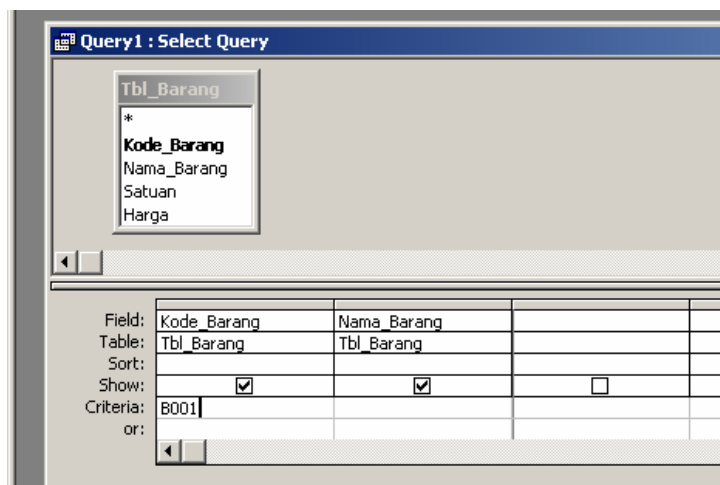 Query1 : Select Query
Tbl_Barang
*
Kode_Barang
Nama_Barang
Satuan
Harga
Field: Kode_Barang Nama_Barang
Table: Tbl_Barang Tbl_Barang
Sort:
Show:
Criteria: B001
or: